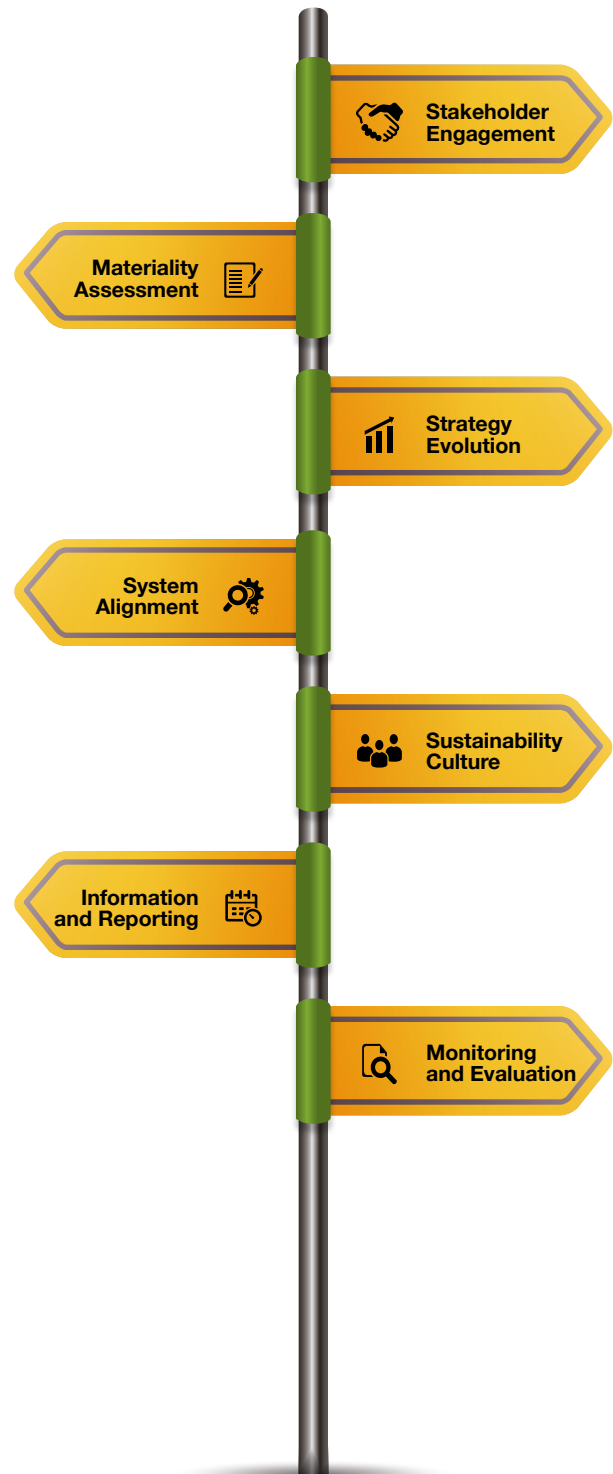 Stakeholder
Engagement
Materiality
Assessment
Strategy
Evolution
System
Alignment
Sustainability
Culture
Information
and Reporting
Monitoring
and Evaluation